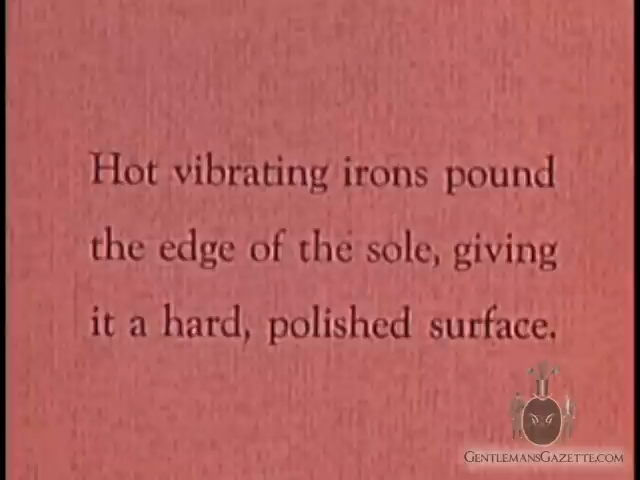 Hot vibrating irons pound
the edge of the sole, giving
it a hard, polished surface.
GENTLEMANSGAZETTE.COM